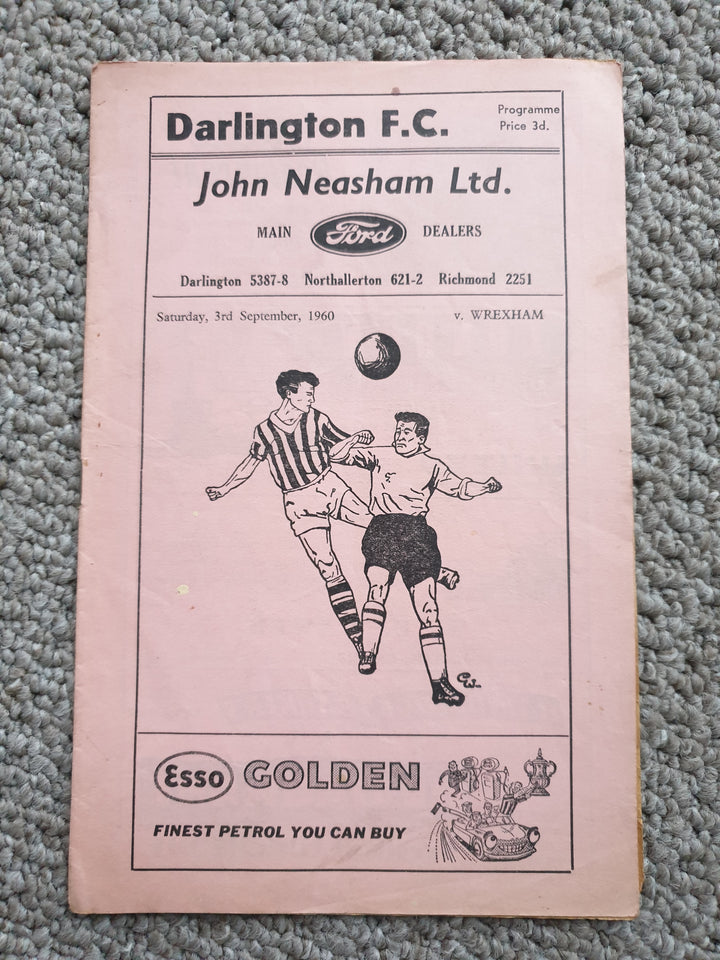 Darlington F.C.
Programme
Price 3d.
John Neasham Ltd.
MAIN Ford DEALERS
Darlington 5387-8 Northallerton 621-2 Richmond 2251
Saturday, 3rd September, 1960 v. WREXHAM
Esso GOLDEN
FINEST PETROL YOU CAN BUY